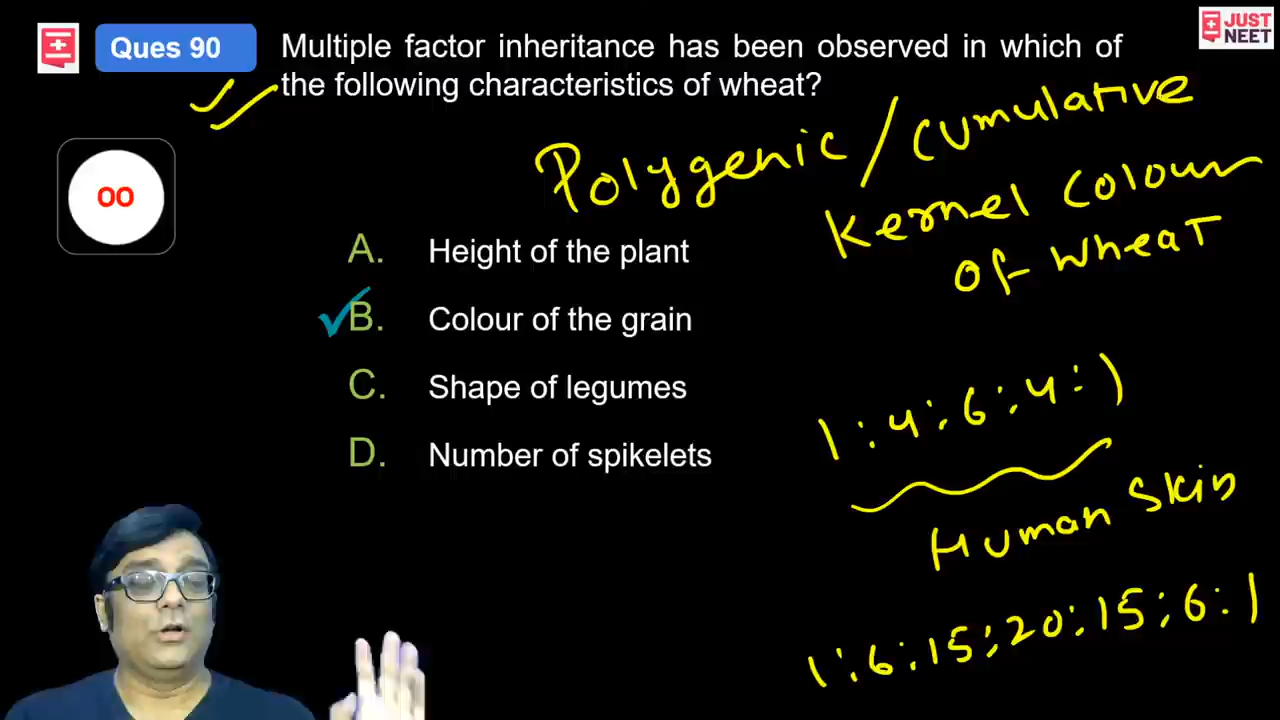 Ques 90
Multiple factor inheritance has been observed in which of
the following characteristics of wheat?
JUST
NEET
00
Polygenic / Cumulative
Kernel Colour
of wheat
A. Height of the plant
B. Colour of the grain
C. Shape of legumes
D. Number of spikelets
1:4:6:4:1
Human Skin
1:6:15:20:15:6:1